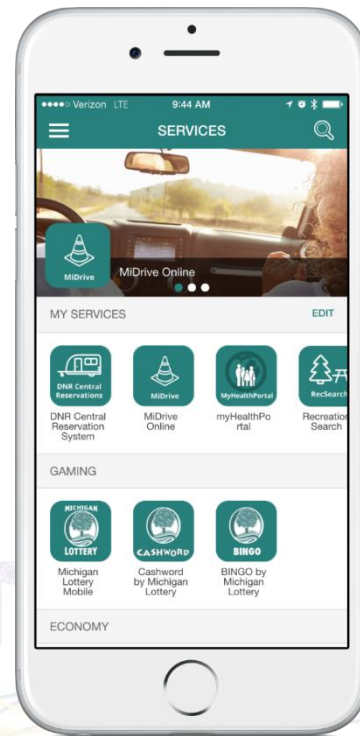 Verizon LTE 9:44 AM
SERVICES
MiDrive
MiDrive Online
MY SERVICES EDIT
DNR Central
Reservations
MiDrive
MyHealthPortal
RecSearch
DNR Central
Reservation
System
MiDrive
Online
myHealthPo
rtal
Recreation
Search
GAMING
MICHIGAN
LOTTERY
CASHWORD
BINGO
Michigan
Lottery
Mobile
Cashword
by Michigan
Lottery
BINGO by
Michigan
Lottery
ECONOMY